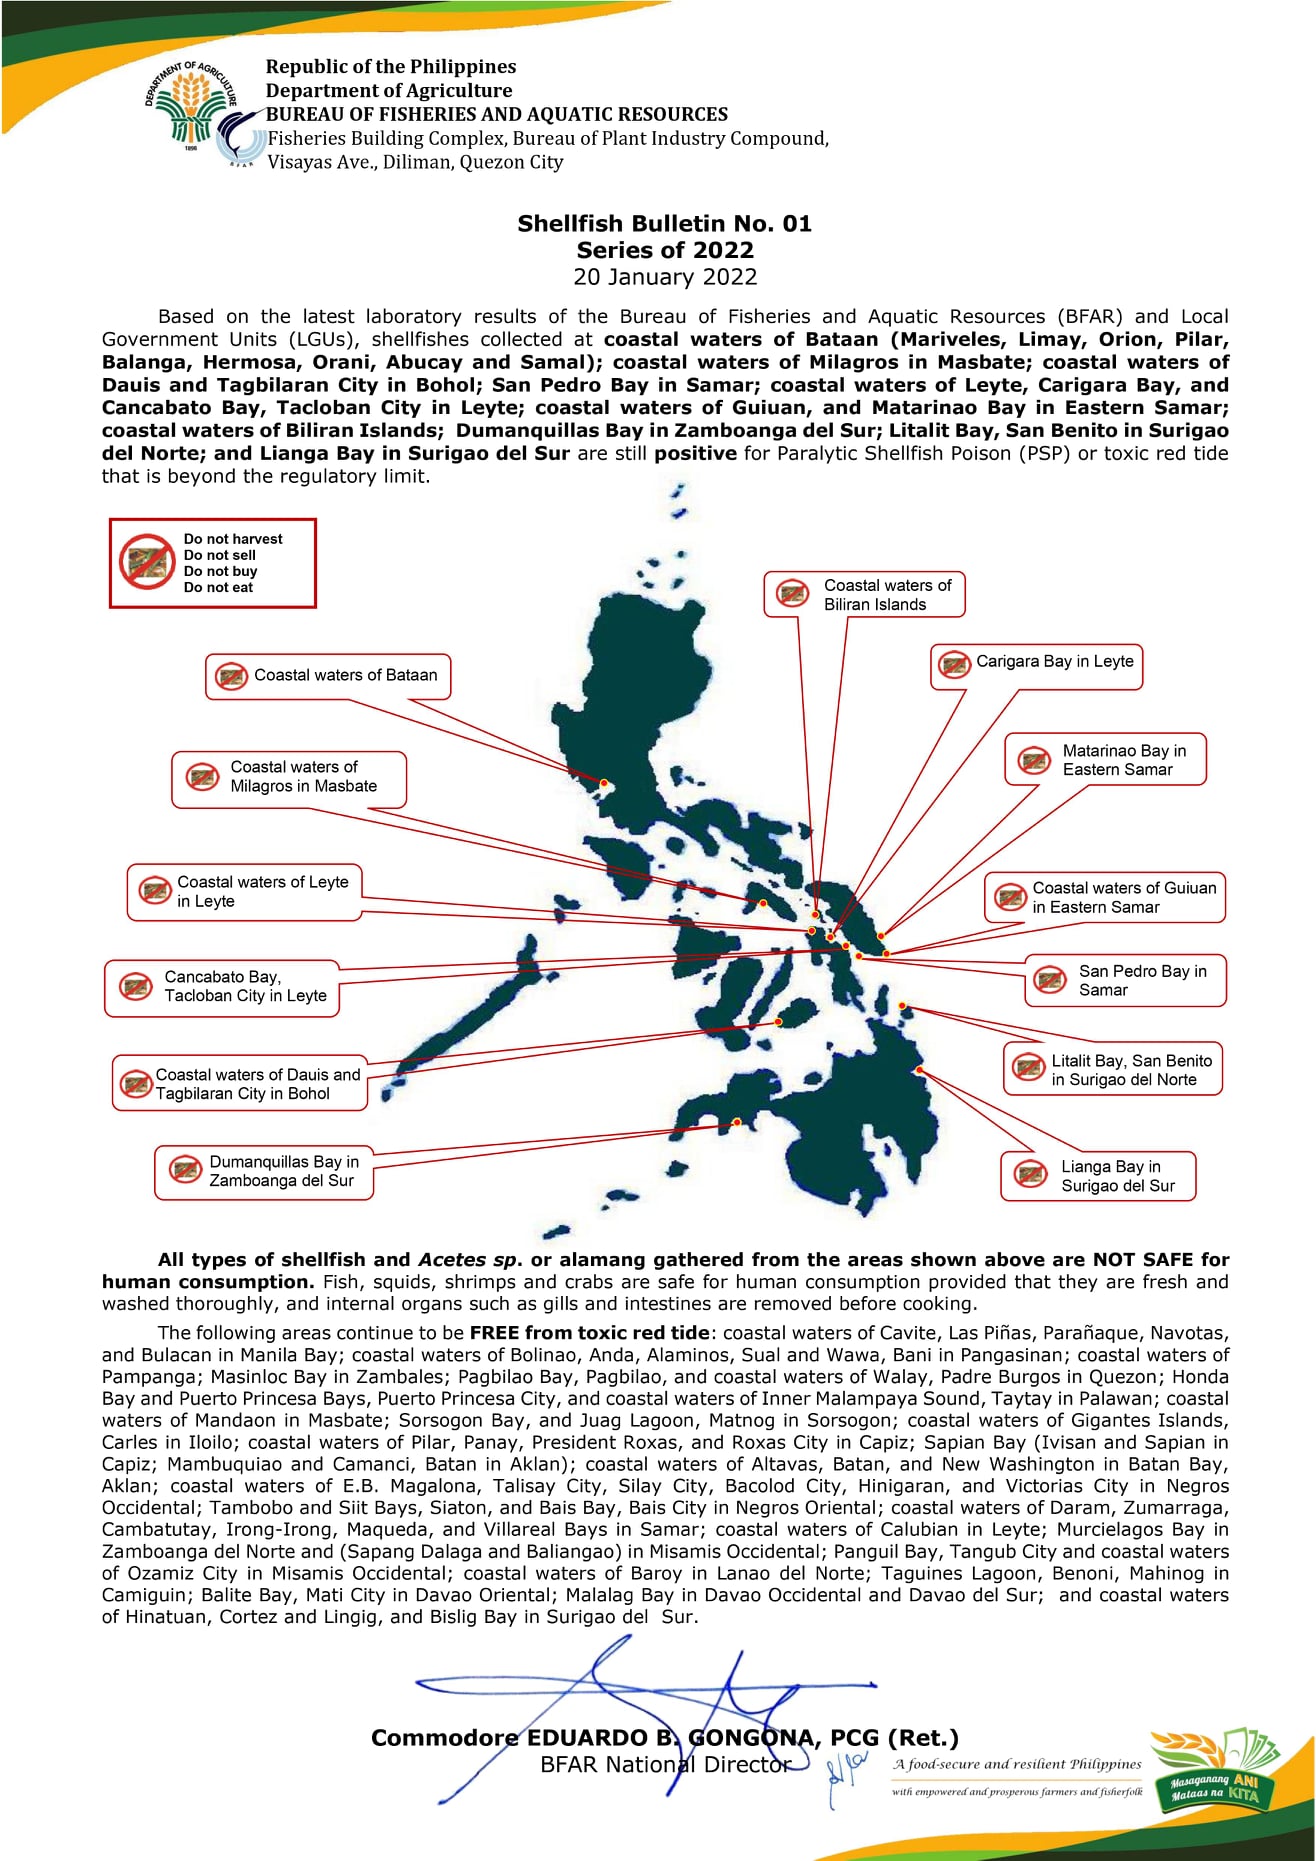 DEPARTMENT OF AGRICULTURE
1898
BFAR
Republic of the Philippines
Department of Agriculture
BUREAU OF FISHERIES AND AQUATIC RESOURCES
Fisheries Building Complex, Bureau of Plant Industry Compound,
Visayas Ave., Diliman, Quezon City
Shellfish Bulletin No. 01
Series of 2022
20 January 2022
Based on the latest laboratory results of the Bureau of Fisheries and Aquatic Resources (BFAR) and Local
Government Units (LGUs), shellfishes collected at coastal waters of Bataan (Mariveles, Limay, Orion, Pilar,
Balanga, Hermosa, Orani, Abucay and Samal); coastal waters of Milagros in Masbate; coastal waters of
Dauis and Tagbilaran City in Bohol; San Pedro Bay in Samar; coastal waters of Leyte, Carigara Bay, and
Cancabato Bay, Tacloban City in Leyte; coastal waters of Guiuan, and Matarinao Bay in Eastern Samar;
coastal waters of Biliran Islands; Dumanquillas Bay in Zamboanga del Sur; Litalit Bay, San Benito in Surigao
del Norte; and Lianga Bay in Surigao del Sur are still positive for Paralytic Shellfish Poison (PSP) or toxic red tide
that is beyond the regulatory limit.
Do not harvest
Do not sell
Do not buy
Do not eat
Coastal waters of
Biliran Islands
Carigara Bay in Leyte
Coastal waters of Bataan
Matarinao Bay in
Eastern Samar
Coastal waters of
Milagros in Masbate
Coastal waters of Leyte
in Leyte
Coastal waters of Guiuan
in Eastern Samar
Cancabato Bay,
Tacloban City in Leyte
San Pedro Bay in
Samar
Coastal waters of Dauis and
Tagbilaran City in Bohol
Litalit Bay, San Benito
in Surigao del Norte
Dumanquillas Bay in
Zamboanga del Sur
Lianga Bay in
Surigao del Sur
All types of shellfish and Acetes sp. or alamang gathered from the areas shown above are NOT SAFE for
human consumption. Fish, squids, shrimps and crabs are safe for human consumption provided that they are fresh and
washed thoroughly, and internal organs such as gills and intestines are removed before cooking.
The following areas continue to be FREE from toxic red tide: coastal waters of Cavite, Las Piñas, Parañaque, Navotas,
and Bulacan in Manila Bay; coastal waters of Bolinao, Anda, Alaminos, Sual and Wawa, Bani in Pangasinan; coastal waters of
Pampanga; Masinloc Bay in Zambales; Pagbilao Bay, Pagbilao, and coastal waters of Walay, Padre Burgos in Quezon; Honda
Bay and Puerto Princesa Bays, Puerto Princesa City, and coastal waters of Inner Malampaya Sound, Taytay in Palawan; coastal
waters of Mandaon in Masbate; Sorsogon Bay, and Juag Lagoon, Matnog in Sorsogon; coastal waters of Gigantes Islands,
Carles in Iloilo; coastal waters of Pilar, Panay, President Roxas, and Roxas City in Capiz; Sapian Bay (Ivisan and Sapian in
Capiz; Mambuquiao and Camanci, Batan in Aklan); coastal waters of Altavas, Batan, and New Washington in Batan Bay,
Aklan; coastal waters of E.B. Magalona, Talisay City, Silay City, Bacolod City, Hinigaran, and Victorias City in Negros
Occidental; Tambobo and Siit Bays, Siaton, and Bais Bay, Bais City in Negros Oriental; coastal waters of Daram, Zumarraga,
Cambatutay, Irong-Irong, Maqueda, and Villareal Bays in Samar; coastal waters of Calubian in Leyte; Murcielagos Bay in
Zamboanga del Norte and (Sapang Dalaga and Baliangao) in Misamis Occidental; Panguil Bay, Tangub City and coastal waters
of Ozamiz City in Misamis Occidental; coastal waters of Baroy in Lanao del Norte; Taguines Lagoon, Benoni, Mahinog in
Camiguin; Balite Bay, Mati City in Davao Oriental; Malalag Bay in Davao Occidental and Davao del Sur; and coastal waters
of Hinatuan, Cortez and Lingig, and Bislig Bay in Surigao del Sur.
Commodore EDUARDO B. GONGONA, PCG (Ret.)
BFAR National Director
A food-secure and resilient Philippines
with empowered and prosperous farmers and fisherfolk
Masaganang ANI
Mataas na KITA